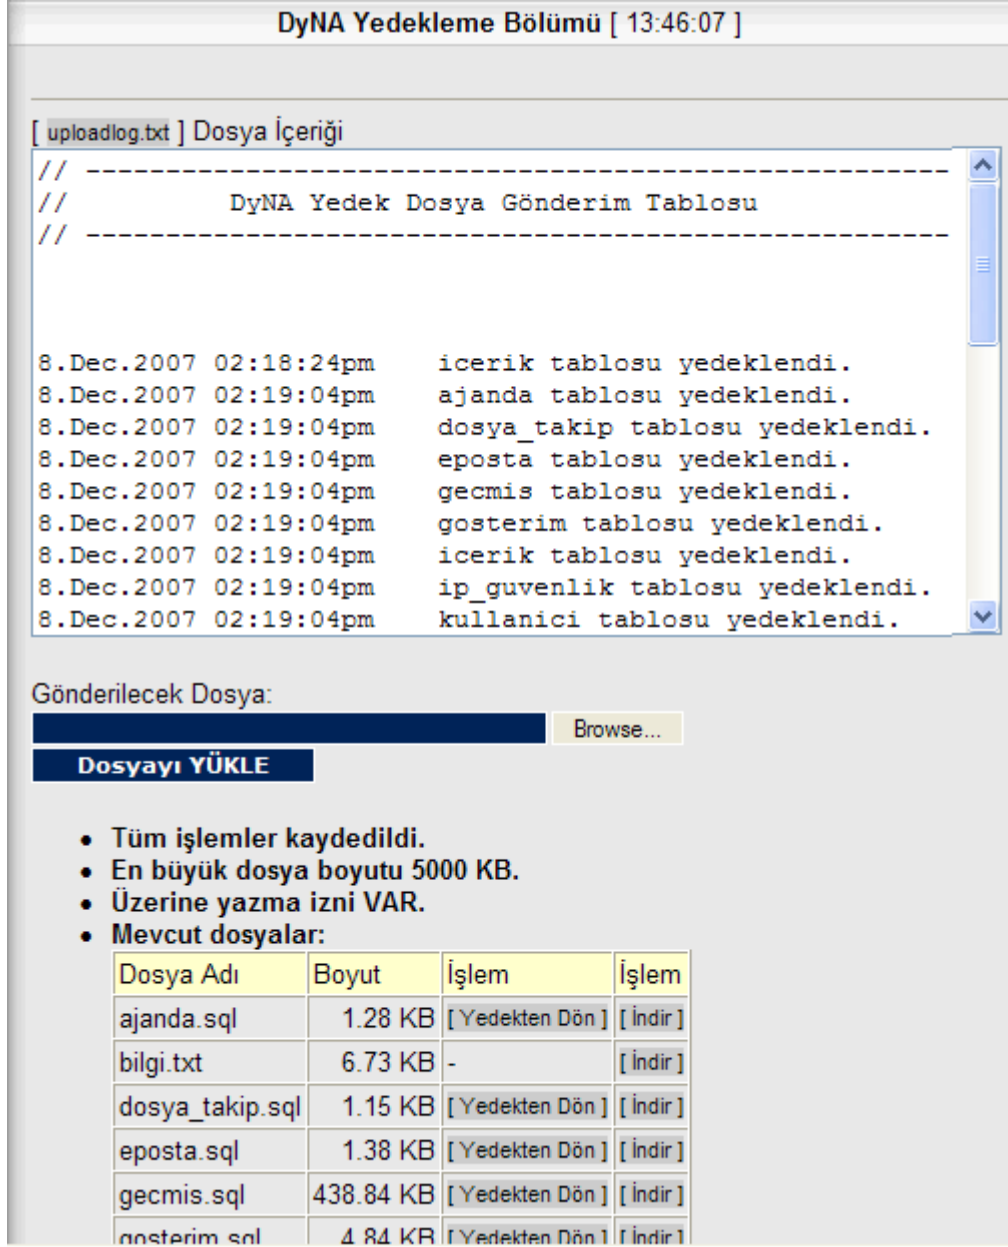 DyNA Yedekleme Bölümü [ 13:46:07 ]
[ uploadlog.txt ] Dosya İçeriği
// ------------------------------------------------------
// DyNA Yedek Dosya Gönderim Tablosu
// ------------------------------------------------------
8.Dec.2007 02:18:24pm icerik tablosu yedeklendi.
8.Dec.2007 02:19:04pm ajanda tablosu yedeklendi.
8.Dec.2007 02:19:04pm dosya_takip tablosu yedeklendi.
8.Dec.2007 02:19:04pm eposta tablosu yedeklendi.
8.Dec.2007 02:19:04pm gecmis tablosu yedeklendi.
8.Dec.2007 02:19:04pm gosterim tablosu yedeklendi.
8.Dec.2007 02:19:04pm icerik tablosu yedeklendi.
8.Dec.2007 02:19:04pm ip_guvenlik tablosu yedeklendi.
8.Dec.2007 02:19:04pm kullanici tablosu yedeklendi.
Gönderilecek Dosya:
Browse...
Dosyayı YÜKLE
• Tüm işlemler kaydedildi.
• En büyük dosya boyutu 5000 KB.
• Üzerine yazma izni VAR.
• Mevcut dosyalar:
Dosya Adı Boyut İşlem İşlem
ajanda.sql 1.28 KB [ Yedekten Dön ] [ İndir ]
bilgi.txt 6.73 KB - [ İndir ]
dosya_takip.sql 1.15 KB [ Yedekten Dön ] [ İndir ]
eposta.sql 1.38 KB [ Yedekten Dön ] [ İndir ]
gecmis.sql 438.84 KB [ Yedekten Dön ] [ İndir ]
gosterim.sql 4.84 KB [ Yedekten Dön ] [ İndir ]